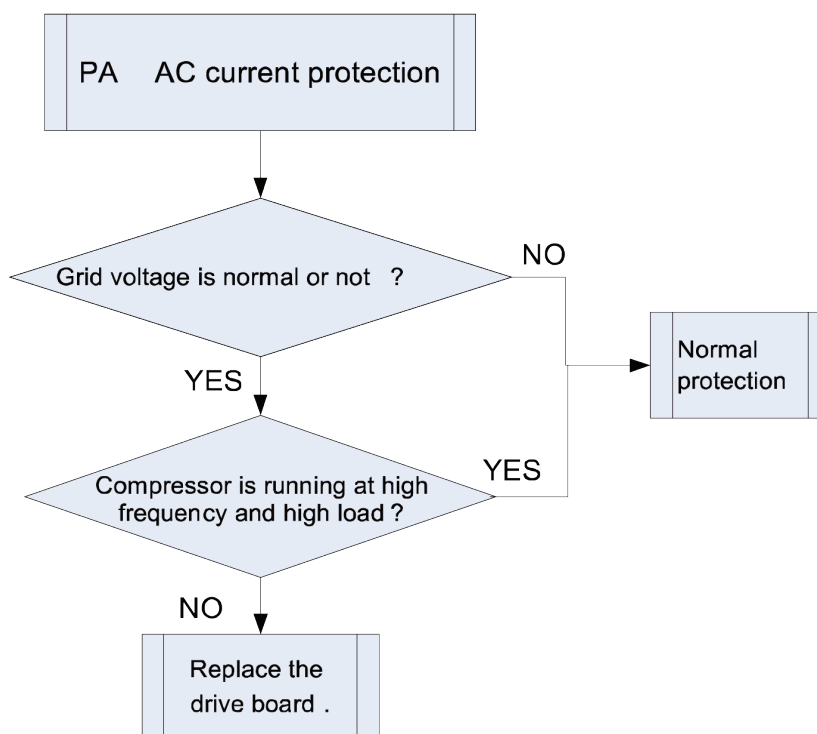 PA AC current protection
Grid voltage is normal or not ?
NO
YES
Normal
protection
Compressor is running at high
frequency and high load ?
YES
NO
Replace the
drive board .